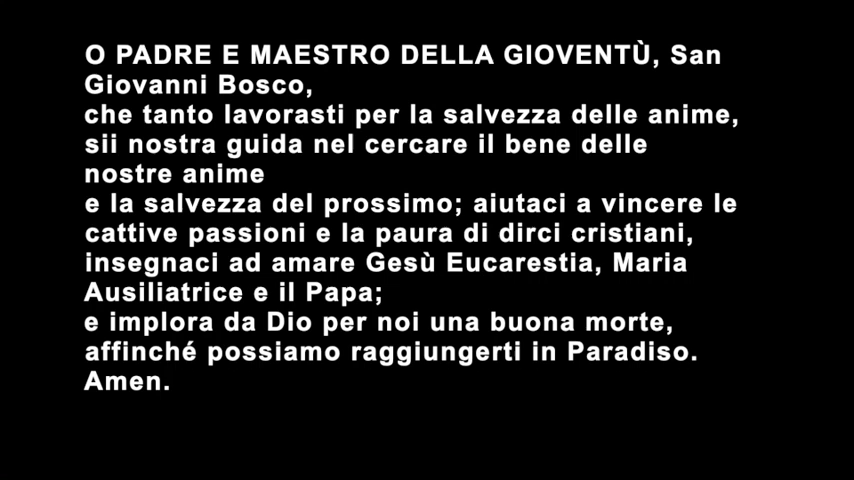 O PADRE E MAESTRO DELLA GIOVENTÙ, San
Giovanni Bosco,
che tanto lavorasti per la salvezza delle anime,
sii nostra guida nel cercare il bene delle
nostre anime
e la salvezza del prossimo; aiutaci a vincere le
cattive passioni e la paura di dirci cristiani,
insegnaci ad amare Gesù Eucarestia, Maria
Ausiliatrice e il Papa;
e implora da Dio per noi una buona morte,
affinché possiamo raggiungerti in Paradiso.
Amen.